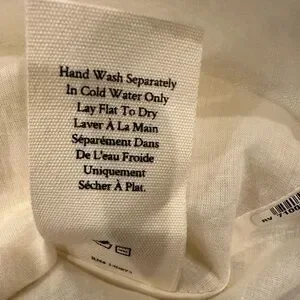 Hand Wash Separately
In Cold Water Only
Lay Flat To Dry
Laver À La Main
Séparément Dans
De L'eau Froide
Uniquement
Sécher À Plat.